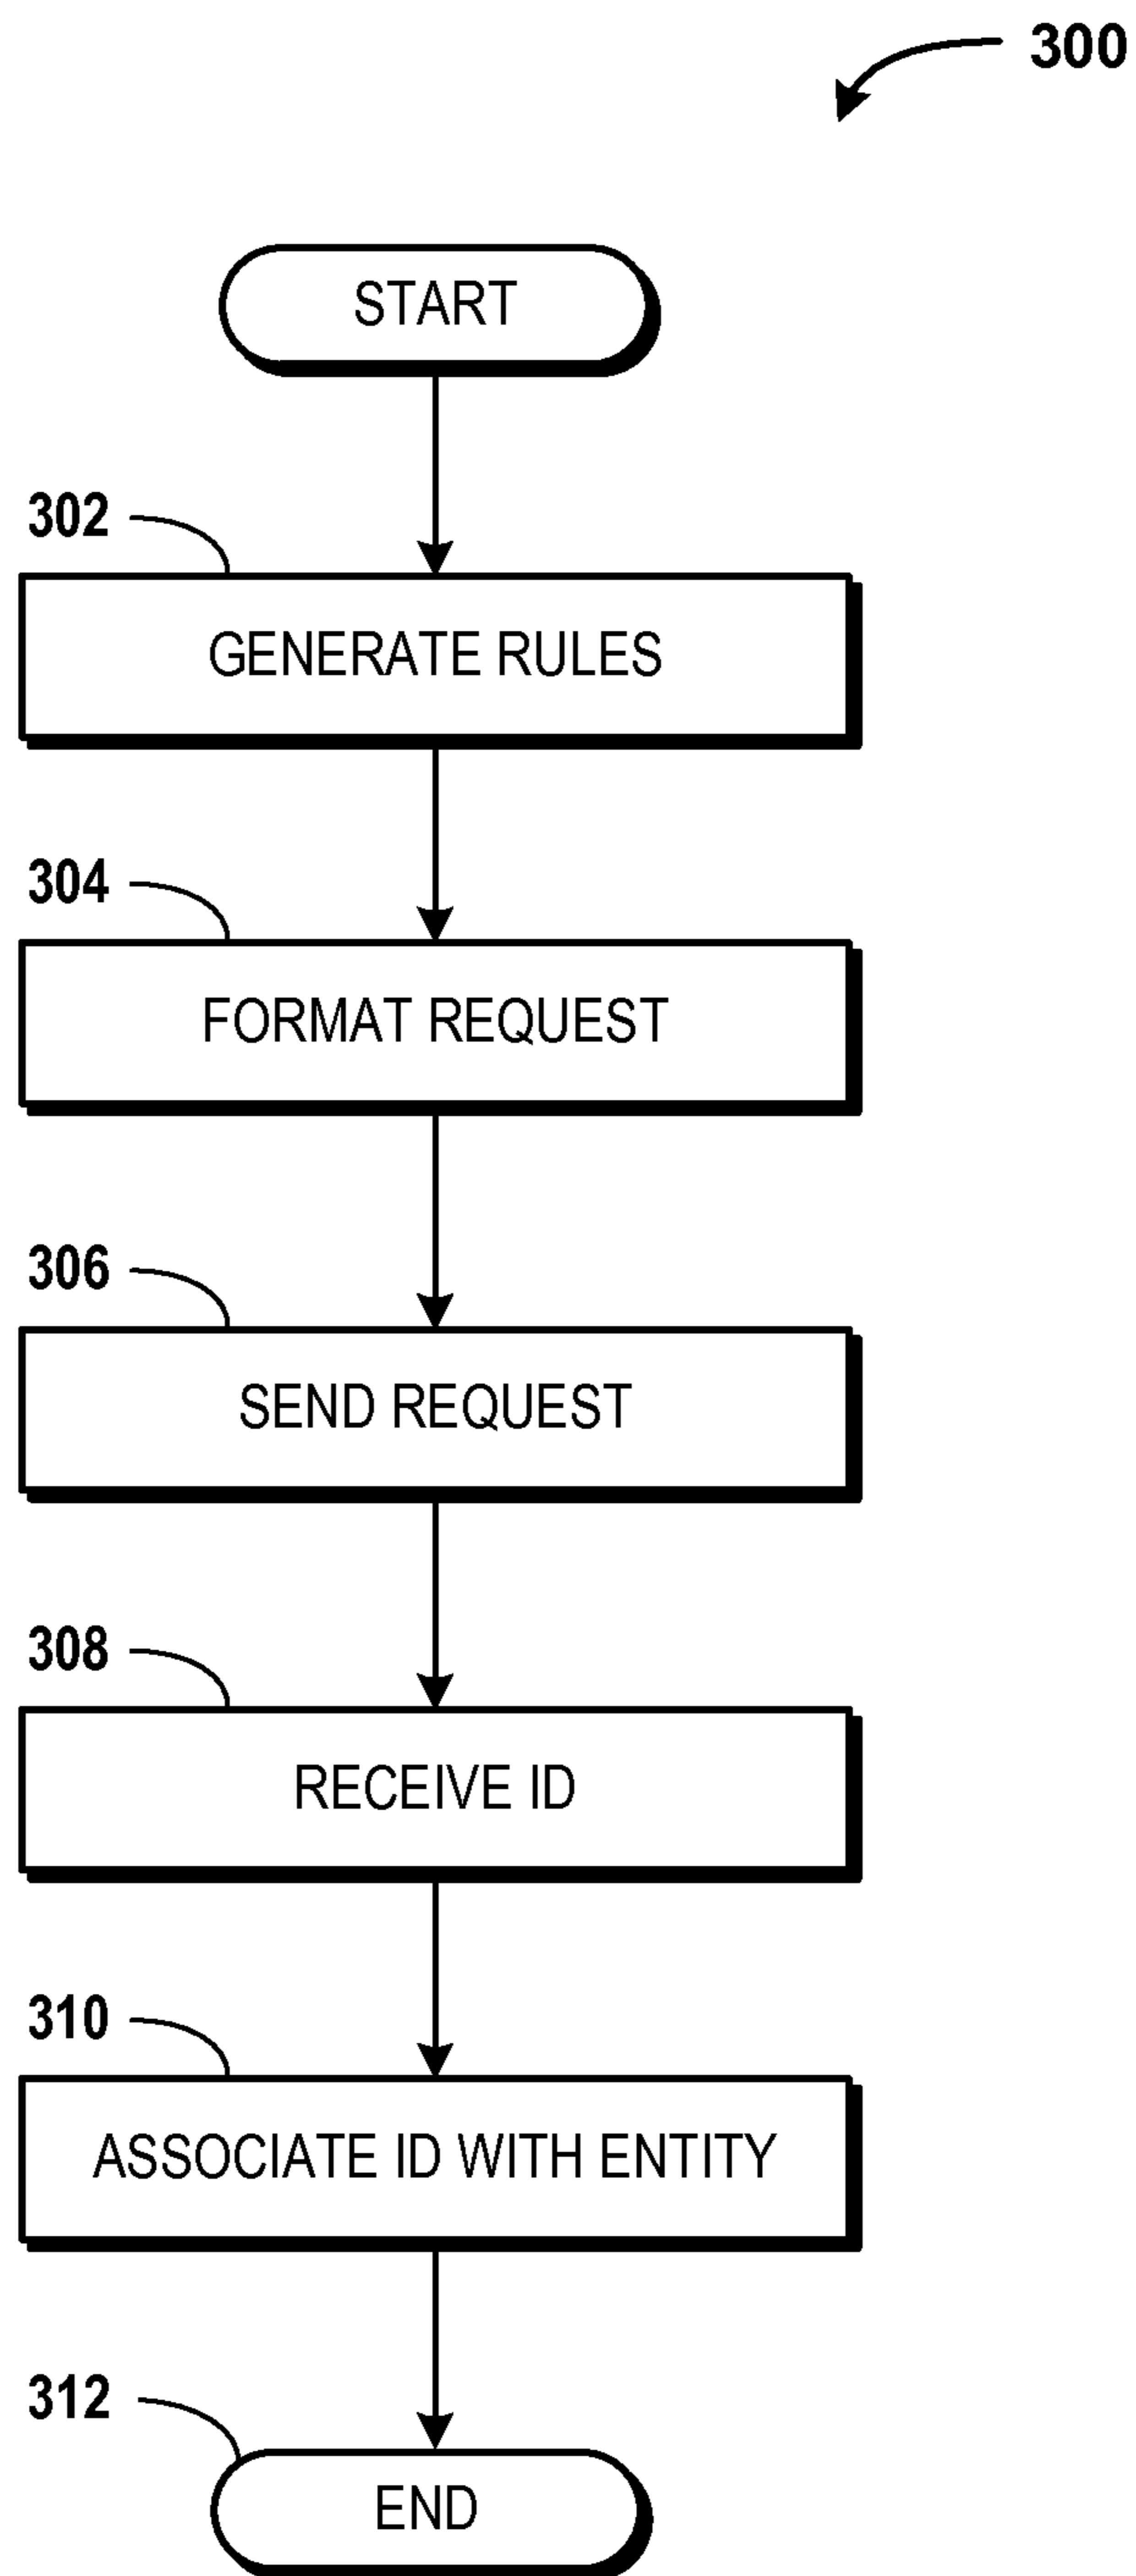 300
START
302
GENERATE RULES
304
FORMAT REQUEST
306
SEND REQUEST
308
RECEIVE ID
310
ASSOCIATE ID WITH ENTITY
312
END